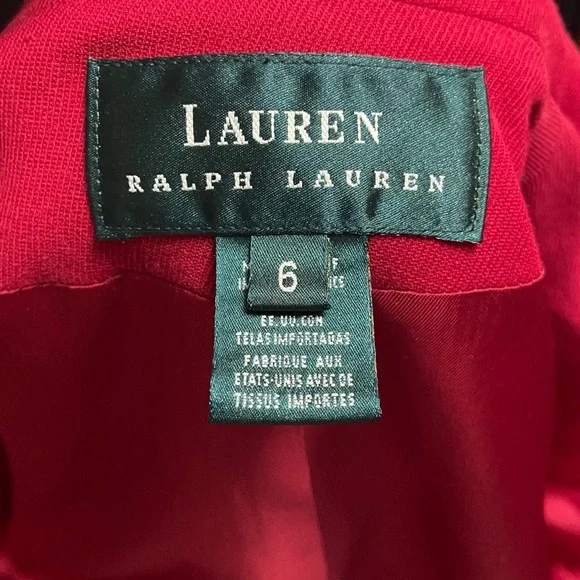 LAUREN
RALPH LAUREN
6
EE.UU.CON
TELAS IMPORTADAS
FABRIQUE AUX
ETATS-UNIS AVEC DE
TISSUS IMPORTES